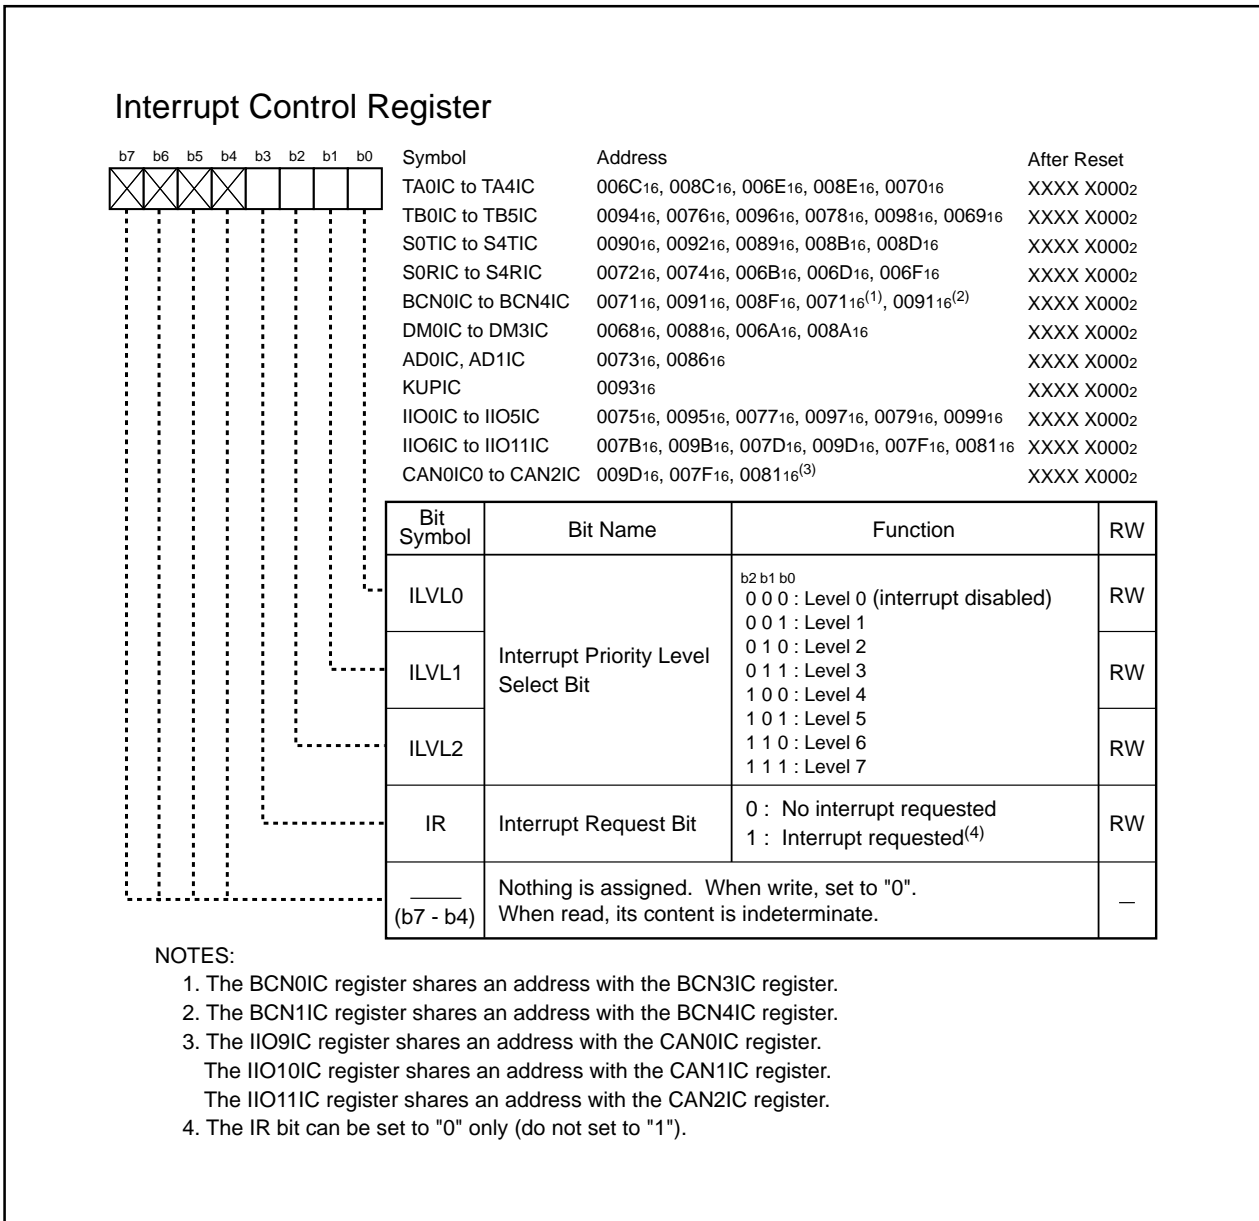 Interrupt Control Register
b7 b6 b5 b4 b3 b2 b1 b0
Symbol Address After Reset
TA0IC to TA4IC 006C16, 008C16, 006E16, 008E16, 007016 XXXX X0002
TB0IC to TB5IC 009416, 007616, 009616, 007816, 009816, 006916 XXXX X0002
S0TIC to S4TIC 009016, 009216, 008916, 008B16, 008D16 XXXX X0002
S0RIC to S4RIC 007216, 007416, 006B16, 006D16, 006F16 XXXX X0002
BCN0IC to BCN4IC 007116, 009116, 008F16, 007116(1), 009116(2) XXXX X0002
DM0IC to DM3IC 006816, 008816, 006A16, 008A16 XXXX X0002
AD0IC, AD1IC 007316, 008616 XXXX X0002
KUPIC 009316 XXXX X0002
IIO0IC to IIO5IC 007516, 009516, 007716, 009716, 007916, 009916 XXXX X0002
IIO6IC to IIO11IC 007B16, 009B16, 007D16, 009D16, 007F16, 008116 XXXX X0002
CAN0IC0 to CAN2IC 009D16, 007F16, 008116(3) XXXX X0002
Bit Symbol Bit Name Function RW
ILVL0 RW
ILVL1 RW
ILVL2 RW
Interrupt Priority Level
Select Bit
b2 b1 b0
0 0 0 : Level 0 (interrupt disabled)
0 0 1 : Level 1
0 1 0 : Level 2
0 1 1 : Level 3
1 0 0 : Level 4
1 0 1 : Level 5
1 1 0 : Level 6
1 1 1 : Level 7
IR Interrupt Request Bit RW
0 : No interrupt requested
1 : Interrupt requested(4)
(b7 - b4)
Nothing is assigned. When write, set to "0".
When read, its content is indeterminate.
—
NOTES:
1. The BCN0IC register shares an address with the BCN3IC register.
2. The BCN1IC register shares an address with the BCN4IC register.
3. The IIO9IC register shares an address with the CAN0IC register.
The IIO10IC register shares an address with the CAN1IC register.
The IIO11IC register shares an address with the CAN2IC register.
4. The IR bit can be set to "0" only (do not set to "1").